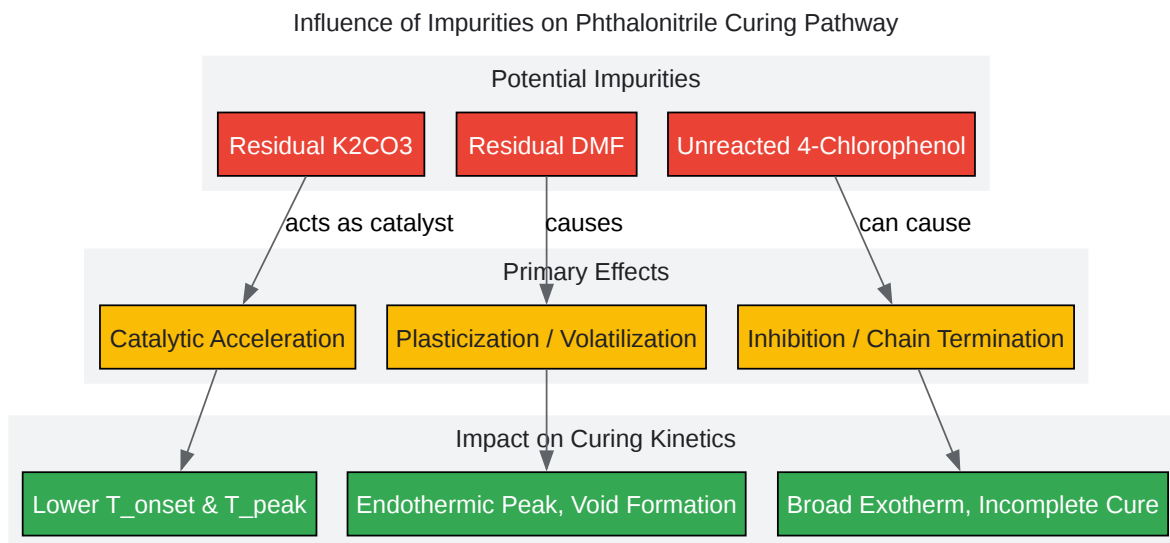 Influence of Impurities on Phthalonitrile Curing Pathway
Potential Impurities
Residual K2CO3
Residual DMF
Unreacted 4-Chlorophenol
acts as catalyst
causes
can cause
Primary Effects
Catalytic Acceleration
Plasticization / Volatilization
Inhibition / Chain Termination
Impact on Curing Kinetics
Lower T_onset & T_peak
Endothermic Peak, Void Formation
Broad Exotherm, Incomplete Cure